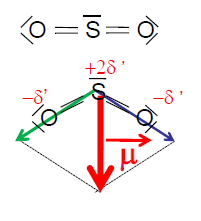 O = S = O
+2δ '
−δ' S −δ '
O O
μ